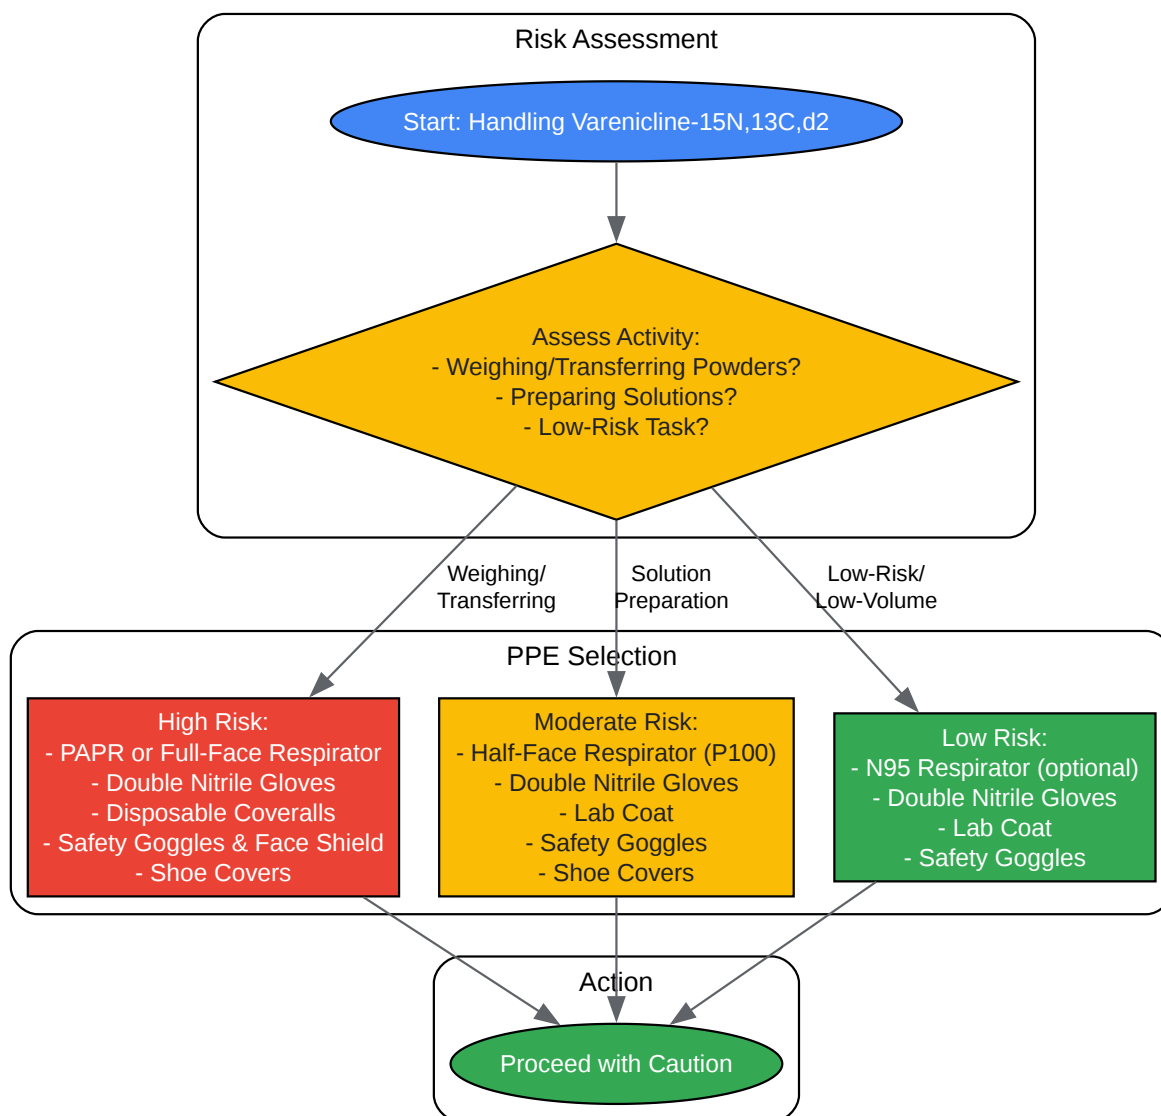 Risk Assessment
Start: Handling Varenicline-15N,13C,d2
Assess Activity:
- Weighing/Transferring Powders?
- Preparing Solutions?
- Low-Risk Task?
Weighing/
Transferring
Solution
Preparation
Low-Risk/
Low-Volume
PPE Selection
High Risk:
- PAPR or Full-Face Respirator
- Double Nitrile Gloves
- Disposable Coveralls
- Safety Goggles & Face Shield
- Shoe Covers
Moderate Risk:
- Half-Face Respirator (P100)
- Double Nitrile Gloves
- Lab Coat
- Safety Goggles
- Shoe Covers
Low Risk:
- N95 Respirator (optional)
- Double Nitrile Gloves
- Lab Coat
- Safety Goggles
Action
Proceed with Caution